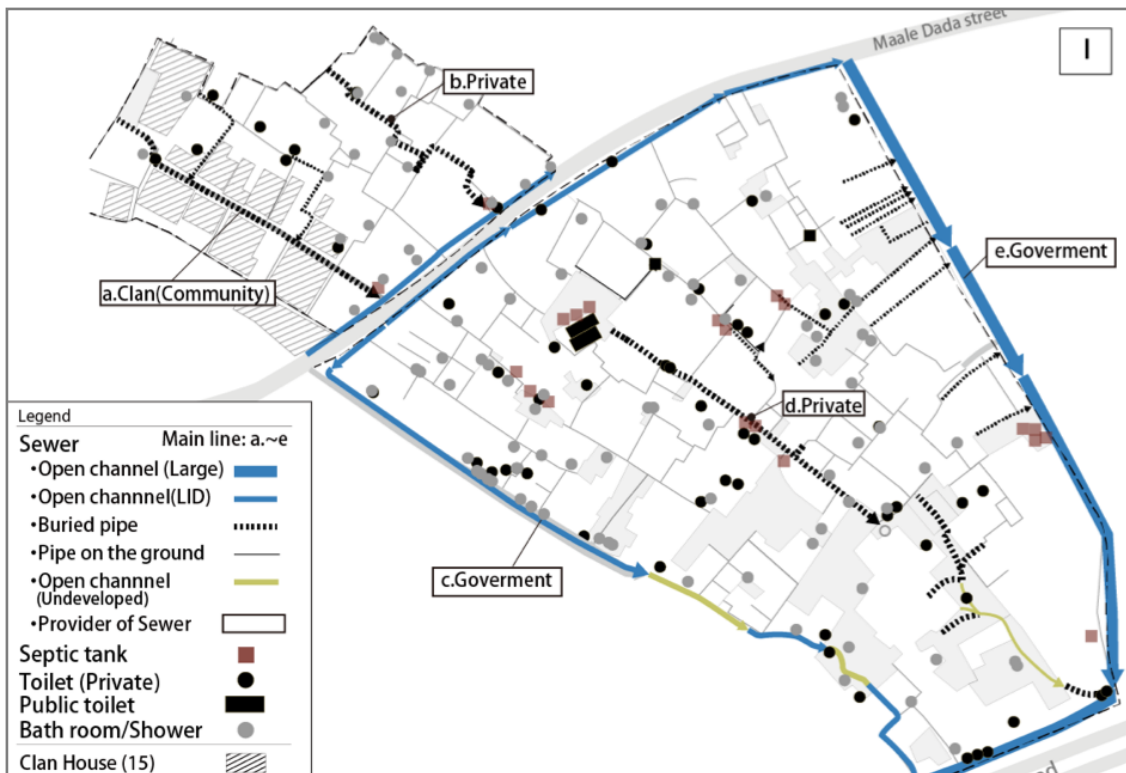 Maale Dada street
I
b.Private
a.Clan(Community)
e.Goverment
d.Private
c.Goverment
Legend
Sewer Main line: a.~e
・Open channel (Large)
・Open channnel(LID)
・Buried pipe
・Pipe on the ground
・Open channnel
(Undeveloped)
・Provider of Sewer
Septic tank
Toilet (Private)
Public toilet
Bath room/Shower
Clan House (15)